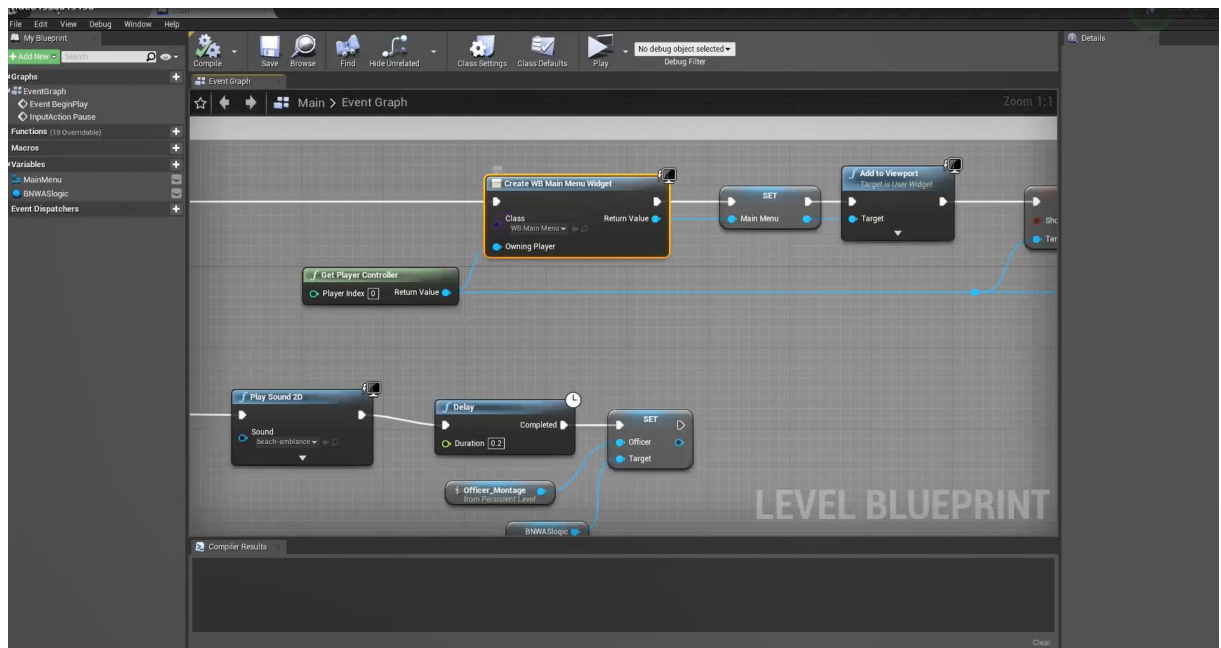 File Edit View Debug Window Help
My Blueprint
+ Add New Search
Graphs
EventGraph
Event BeginPlay
InputAction Pause
Functions (19 Overridable)
Macros
Variables
MainMenu
BNWASlogic
Event Dispatchers
Compile Save Browse Find Hide Unrelated Class Settings Class Defaults Play
No debug object selected
Debug Filter
Event Graph
Main > Event Graph
Zoom 1:1
Create WB Main Menu Widget
Class Return Value
WB Main Menu
Owning Player
SET
Main Menu
f Add to Viewport
Target is User Widget
Target
Sho
Tar
f Get Player Controller
Player Index 0 Return Value
f Play Sound 2D
Sound
beach-ambiance
f Delay
Completed
Duration 0.2
SET
Officer
Target
Officer_Montage
from Persistent Level
BNWASlogic
LEVEL BLUEPRINT
Compiler Results
Clear
Details